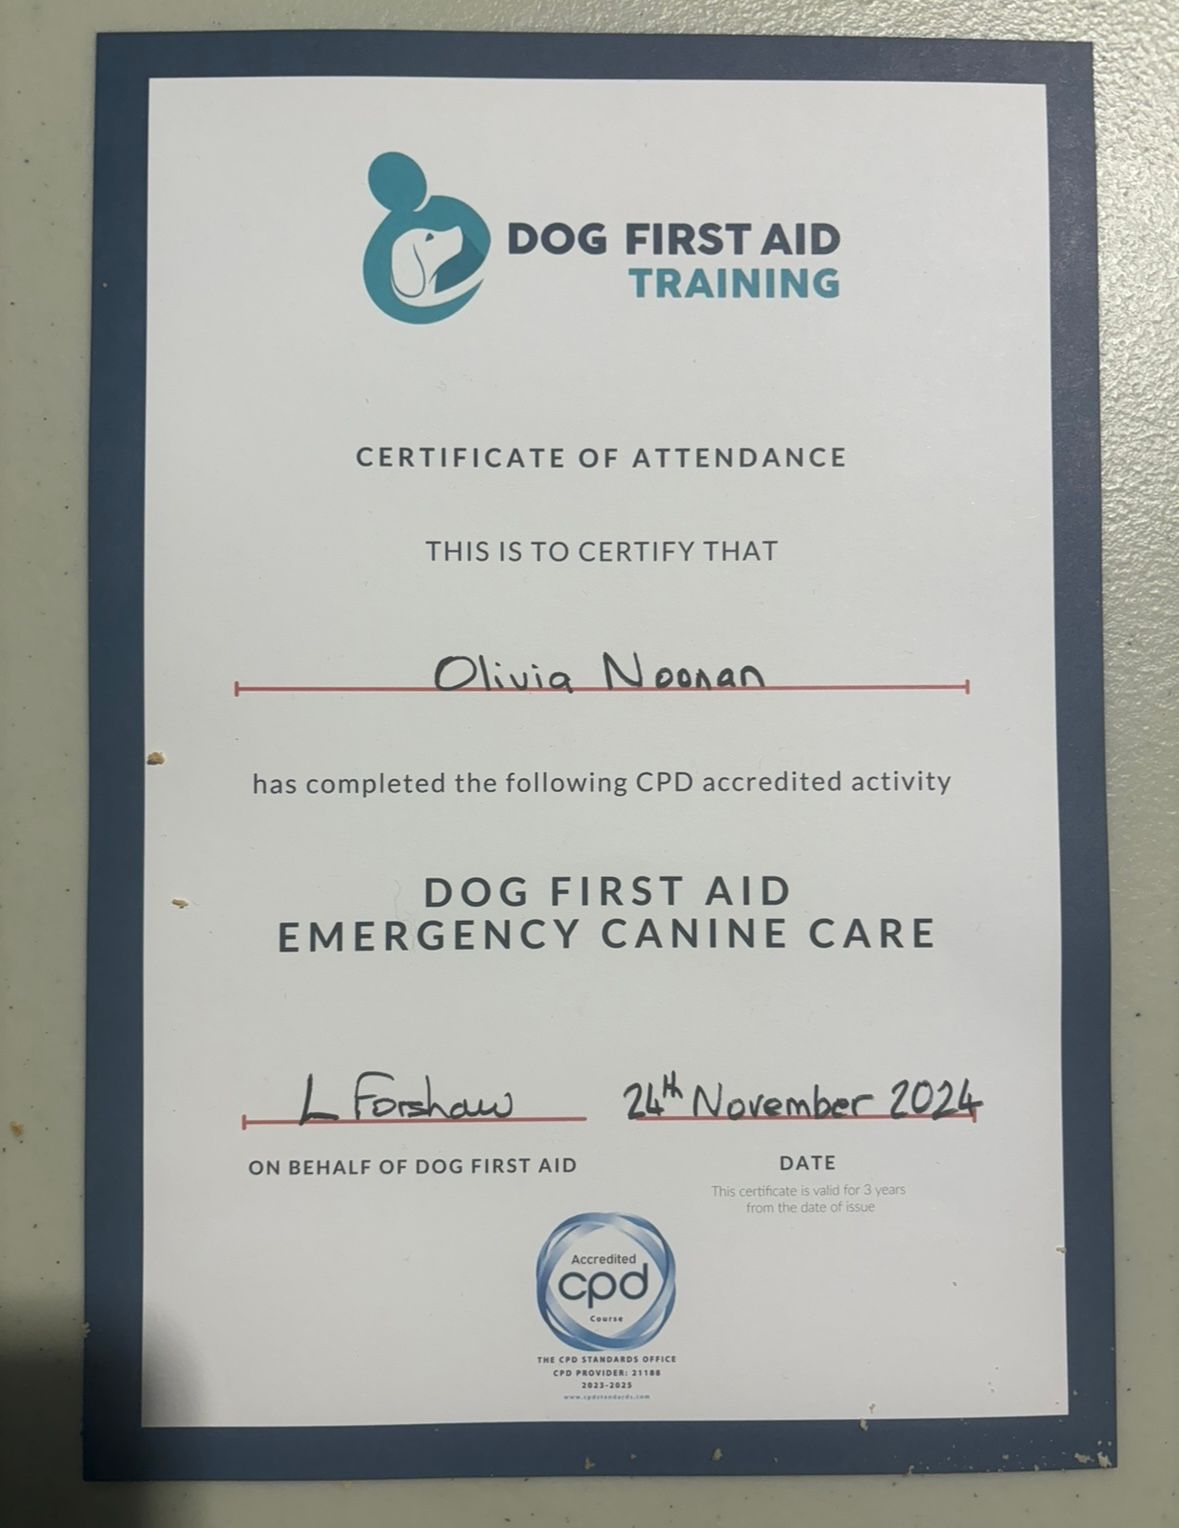 DOG FIRST AID
TRAINING
CERTIFICATE OF ATTENDANCE
THIS IS TO CERTIFY THAT
Olivia Noonan
has completed the following CPD accredited activity
DOG FIRST AID
EMERGENCY CANINE CARE
L Forshaw
24th November 2024
ON BEHALF OF DOG FIRST AID
DATE
This certificate is valid for 3 years
from the date of issue
Accredited
cpd
Course
THE CPD STANDARDS OFFICE
CPD PROVIDER: 21188
2023-2025
www.cpdstandards.com